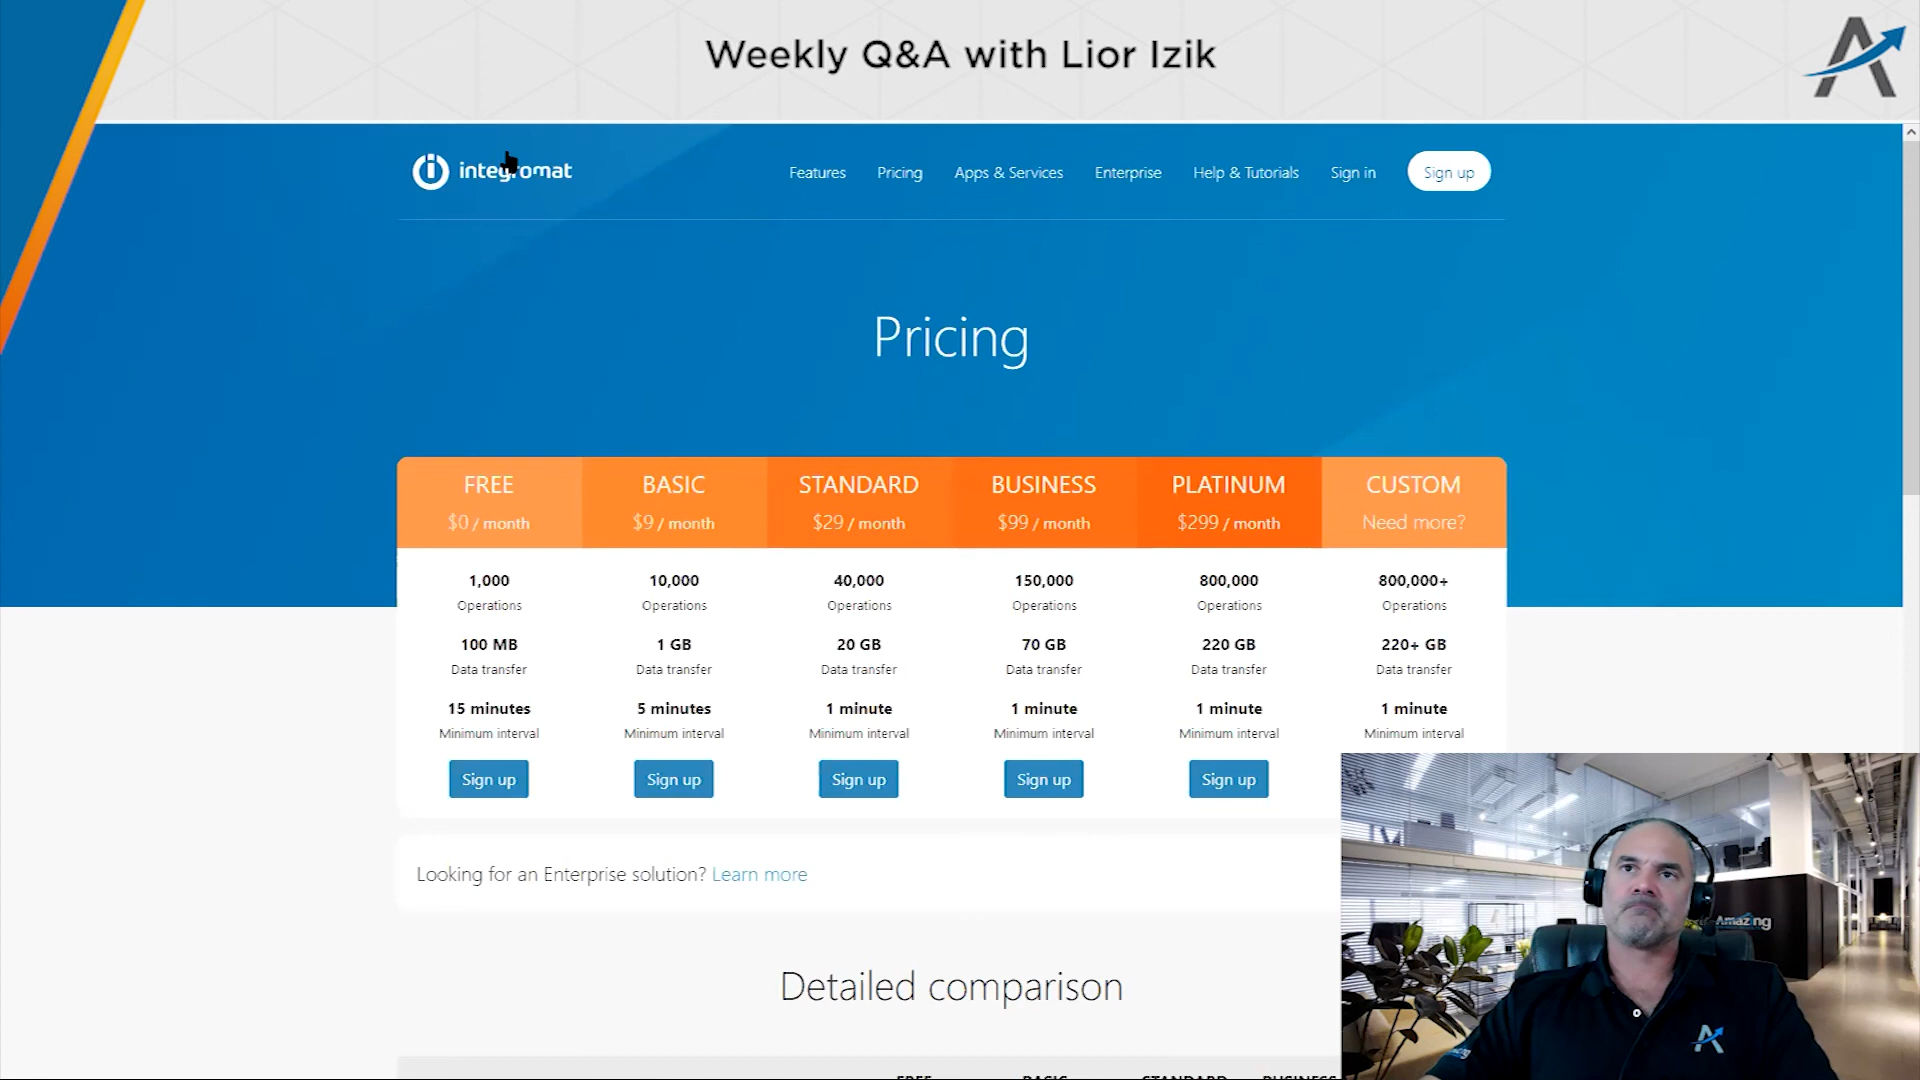 Weekly Q&A with Lior Izik
integromat
Features Pricing Apps & Services Enterprise Help & Tutorials Sign in Sign up
Pricing
FREE BASIC STANDARD BUSINESS PLATINUM CUSTOM
$0 / month $9 / month $29 / month $99 / month $299 / month Need more?
1,000 10,000 40,000 150,000 800,000 800,000+
Operations Operations Operations Operations Operations Operations
100 MB 1 GB 20 GB 70 GB 220 GB 220+ GB
Data transfer Data transfer Data transfer Data transfer Data transfer Data transfer
15 minutes 5 minutes 1 minute 1 minute 1 minute 1 minute
Minimum interval Minimum interval Minimum interval Minimum interval Minimum interval Minimum interval
Sign up Sign up Sign up Sign up Sign up
Looking for an Enterprise solution? Learn more
Amazing
Detailed comparison
FREE BASIC STANDARD BUSINESS